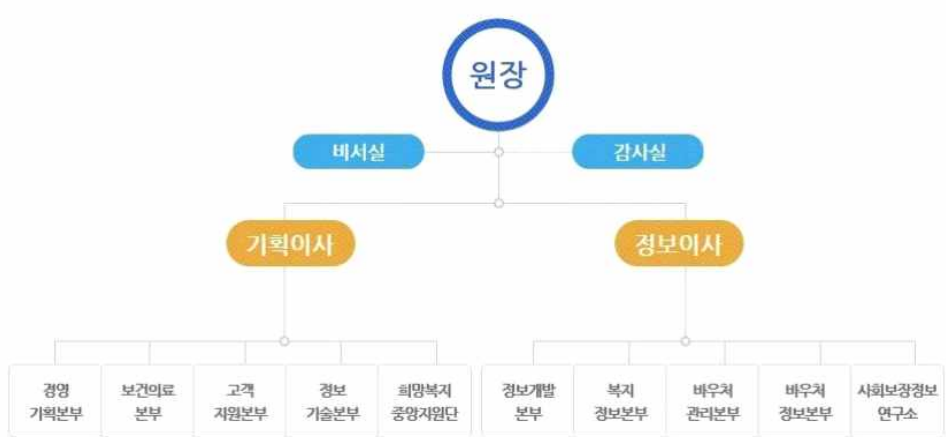 원장
비서실
감사실
기획이사
정보이사
경영
기획본부
보건의료
본부
고객
지원본부
정보
기술본부
희망복지
중앙지원단
정보개발
본부
복지
정보본부
바우처
관리본부
바우처
정보본부
사회보장정보
연구소